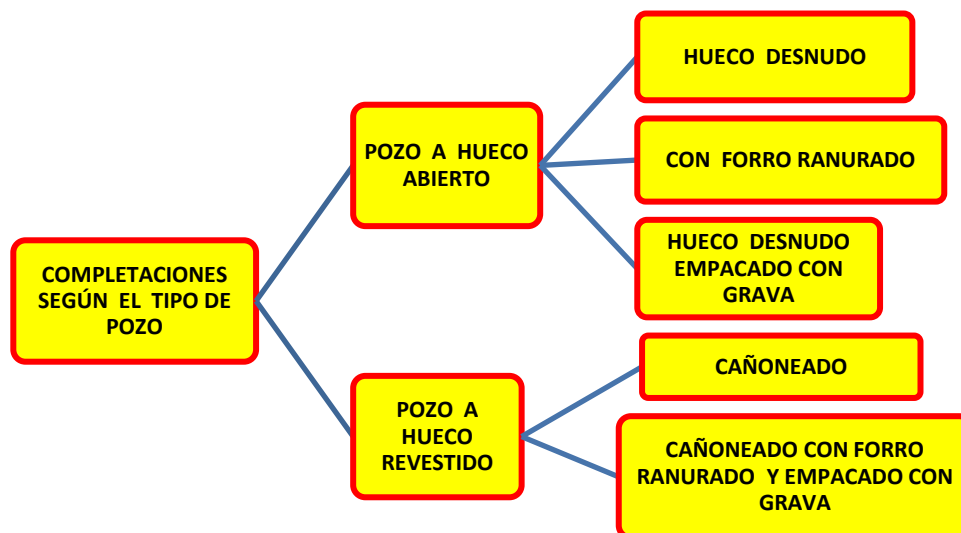 COMPLETACIONES
SEGÚN EL TIPO DE
POZO
POZO A HUECO
ABIERTO
HUECO DESNUDO
CON FORRO RANURADO
HUECO DESNUDO
EMPACADO CON
GRAVA
POZO A
HUECO
REVESTIDO
CAÑONEADO
CAÑONEADO CON FORRO
RANURADO Y EMPACADO CON
GRAVA